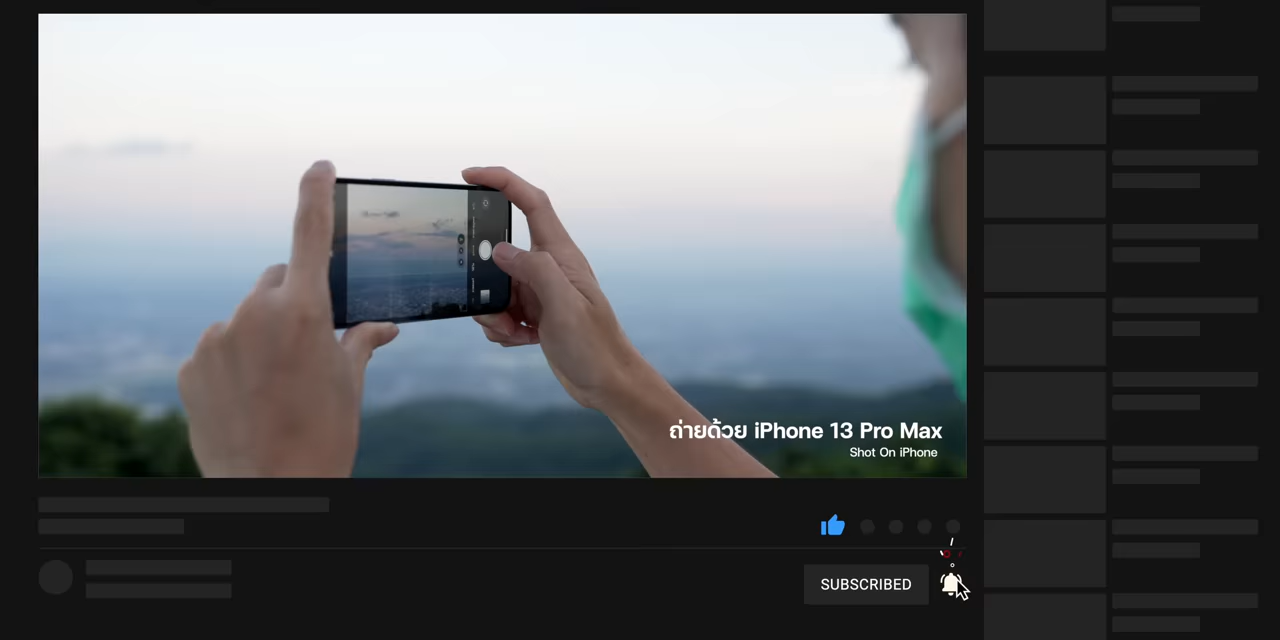 ถ่ายด้วย iPhone 13 Pro Max
Shot On iPhone
SUBSCRIBED